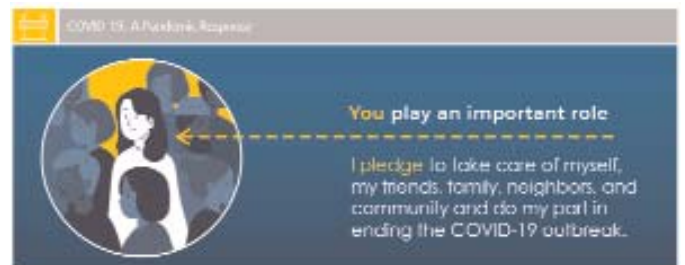 COVID 19, A Pandemic Response
You play an important role
I pledge to take care of myself,
my friends, family, neighbors, and
community and do my part in
ending the COVID-19 outbreak.